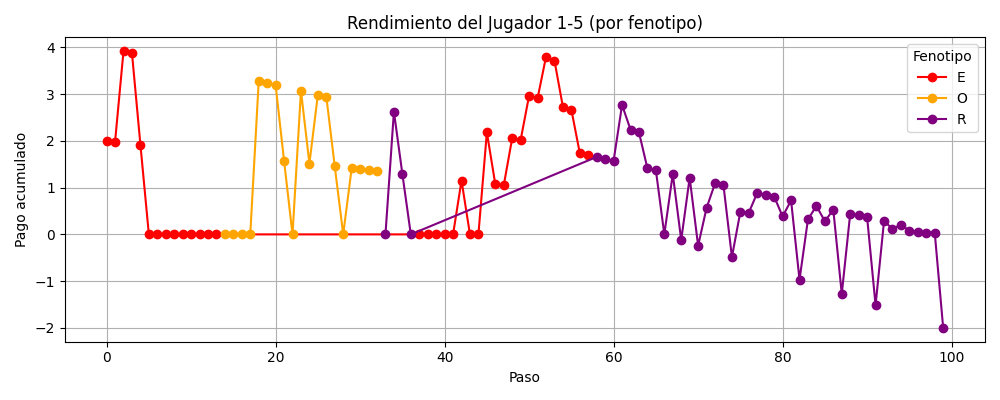 Rendimiento del Jugador 1-5 (por fenotipo)
Pago acumulado
4
3
2
1
0
−1
−2
Fenotipo
E
O
R
0 20 40 60 80 100
Paso